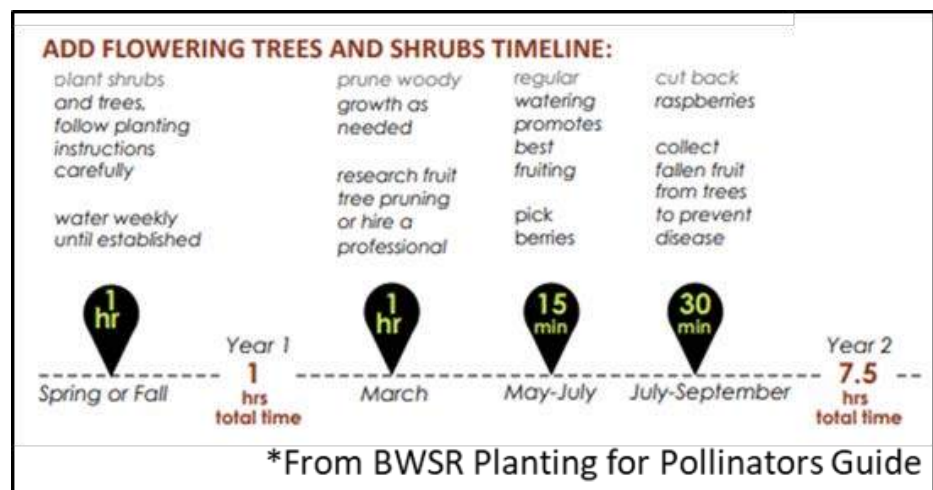 ADD FLOWERING TREES AND SHRUBS TIMELINE:
plant shrubs
and trees,
follow planting
instructions
carefully
water weekly
until established
prune woody
growth as
needed
research fruit
tree pruning
or hire a
professional
regular
watering
promotes
best
fruiting
pick
berries
cut back
raspberries
collect
fallen fruit
from trees
to prevent
disease
1
hr
Spring or Fall
Year 1
1
hrs
total time
1
hr
March
15
min
May-July
30
min
July-September
Year 2
7.5
hrs
total time
*From BWSR Planting for Pollinators Guide